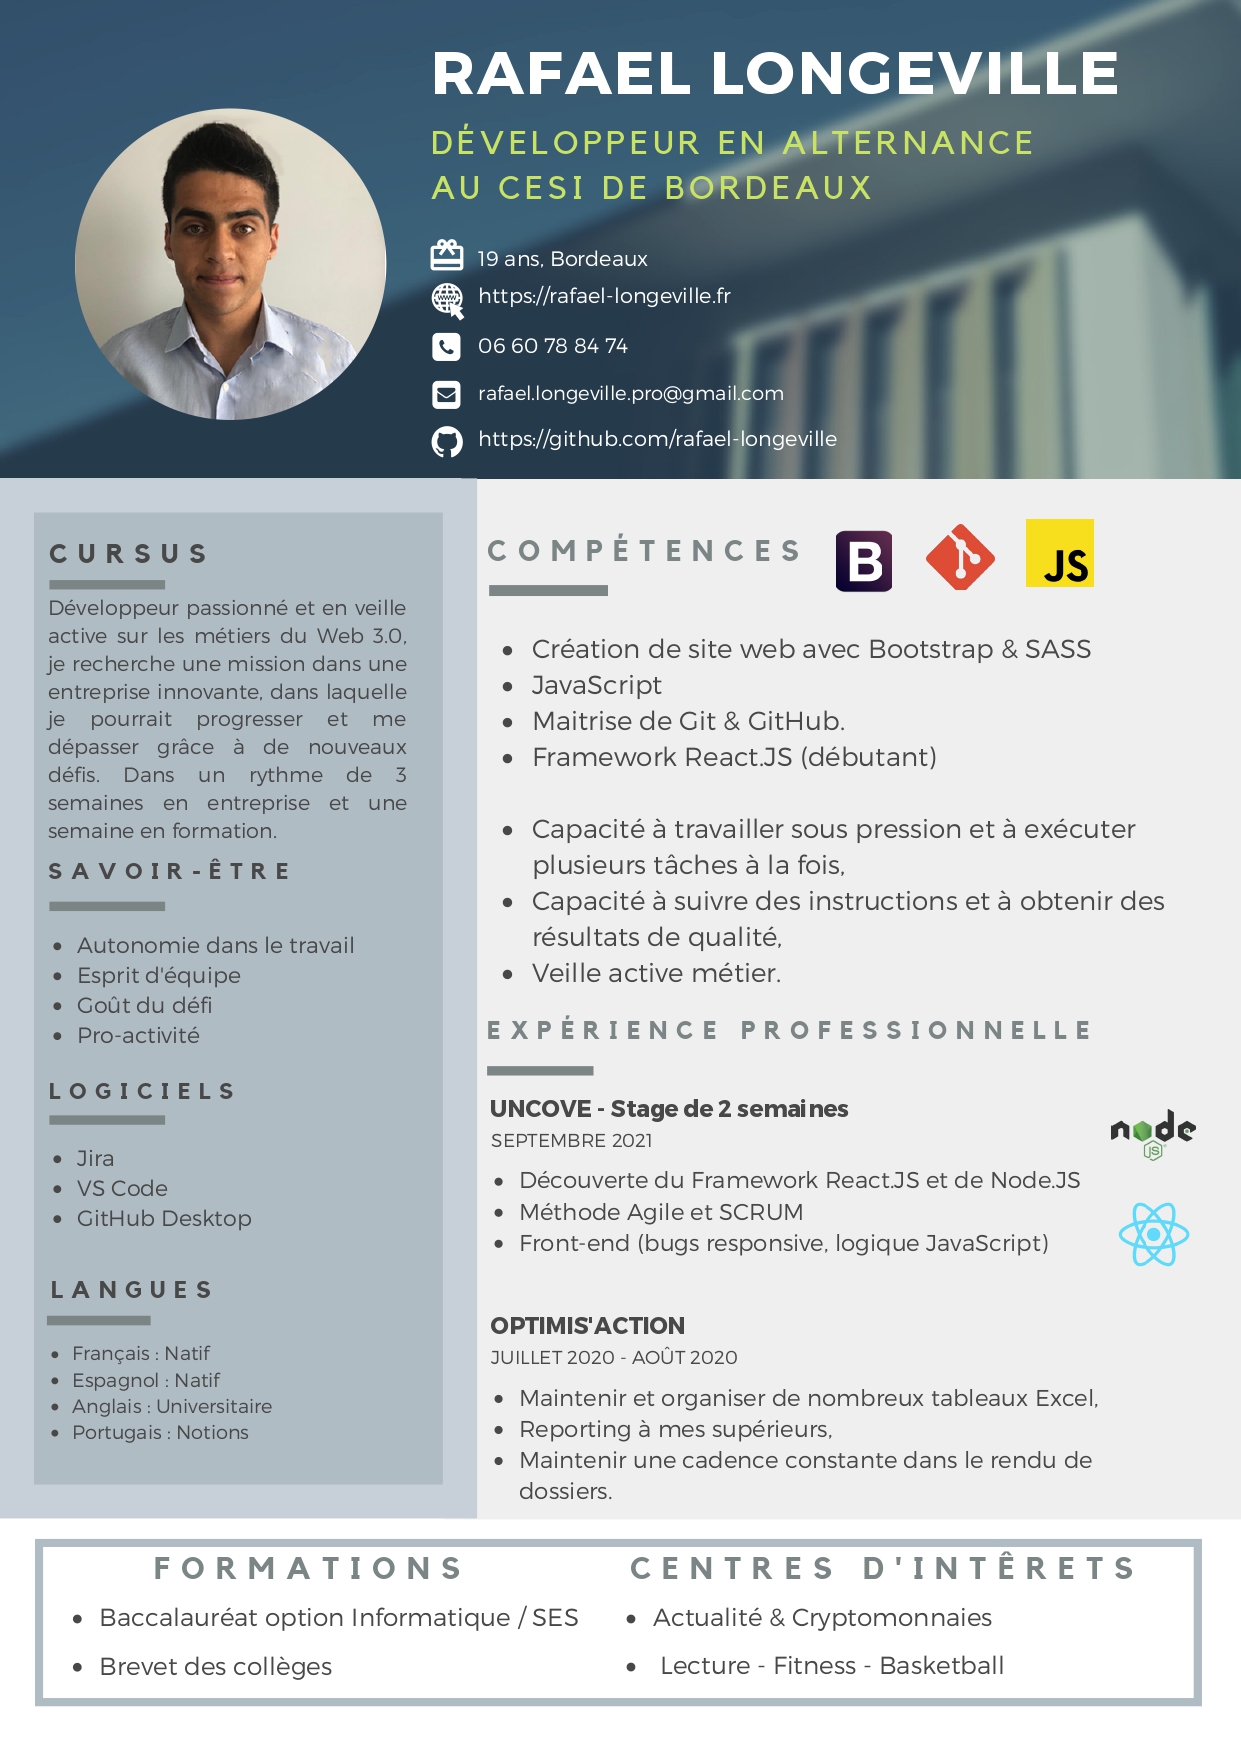 RAFAEL LONGEVILLE
DÉVELOPPEUR EN ALTERNANCE
AU CESI DE BORDEAUX
19 ans, Bordeaux
https://rafael-longeville.fr
06 60 78 84 74
rafael.longeville.pro@gmail.com
https://github.com/rafael-longeville
CURSUS
Développeur passionné et en veille
active sur les métiers du Web 3.0,
je recherche une mission dans une
entreprise innovante, dans laquelle
je pourrait progresser et me
dépasser grâce à de nouveaux
défis. Dans un rythme de 3
semaines en entreprise et une
semaine en formation.
SAVOIR-ÊTRE
• Autonomie dans le travail
• Esprit d'équipe
• Goût du défi
• Pro-activité
LOGICIELS
• Jira
• VS Code
• GitHub Desktop
LANGUES
• Français : Natif
• Espagnol : Natif
• Anglais : Universitaire
• Portugais : Notions
COMPÉTENCES
B
JS
• Création de site web avec Bootstrap & SASS
• JavaScript
• Maitrise de Git & GitHub.
• Framework React.JS (débutant)
• Capacité à travailler sous pression et à exécuter
plusieurs tâches à la fois,
• Capacité à suivre des instructions et à obtenir des
résultats de qualité,
• Veille active métier.
EXPÉRIENCE PROFESSIONNELLE
UNCOVE - Stage de 2 semaines
SEPTEMBRE 2021
node
JS
• Découverte du Framework React.JS et de Node.JS
• Méthode Agile et SCRUM
• Front-end (bugs responsive, logique JavaScript)
OPTIMIS'ACTION
JUILLET 2020 - AOÛT 2020
• Maintenir et organiser de nombreux tableaux Excel,
• Reporting à mes supérieurs,
• Maintenir une cadence constante dans le rendu de
dossiers.
FORMATIONS
• Baccalauréat option Informatique / SES
• Brevet des collèges
CENTRES D'INTÊRETS
• Actualité & Cryptomonnaies
• Lecture - Fitness - Basketball